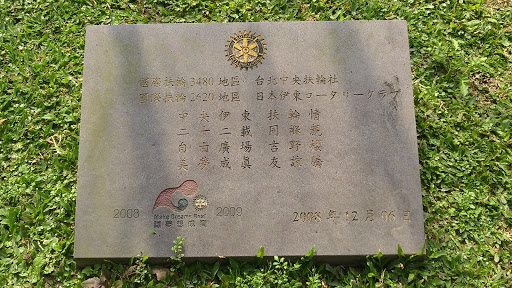 國際扶輪3480地區 台北中央扶輪社
國際扶輪2620地區 日本伊東ロータリークラブ
中央伊東 扶輪情
二十二載 同
自由廣場 吉野櫻
美夢成眞 友誼橋
2008 2009
Make Dreams Real
夢想成真
2008年12月06日